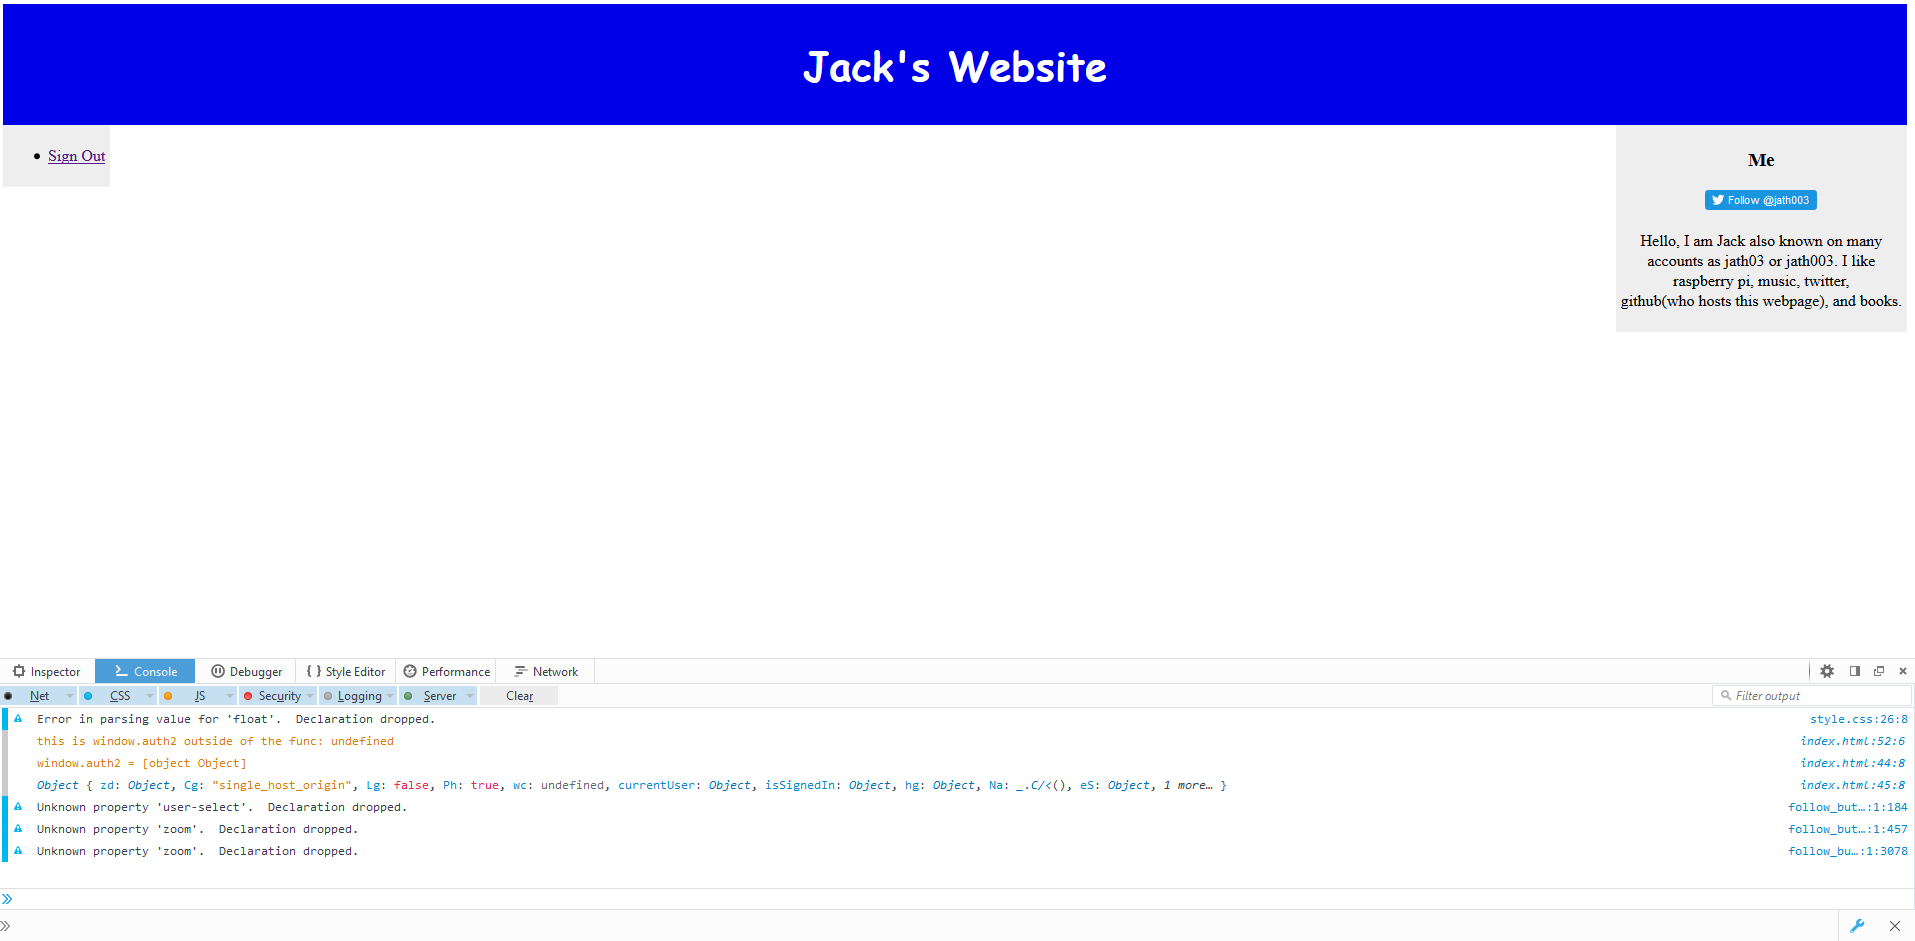 Jack's Website
Sign Out
Me
Follow @jath003
Hello, I am Jack also known on many
accounts as jath03 or jath003. I like
raspberry pi, music, twitter,
github(who hosts this webpage), and books.
Inspector Console Debugger Style Editor Performance Network
Net CSS JS Security Logging Server Clear Filter output
Error in parsing value for 'float'.  Declaration dropped. style.css:26:8
this is window.auth2 outside of the func: undefined index.html:52:6
window.auth2 = [object Object] index.html:44:8
Object { zd: Object, Cg: "single_host_origin", Lg: false, Ph: true, wc: undefined, currentUser: Object, isSignedIn: Object, hg: Object, Na: _.C/<(), eS: Object, 1 more… } index.html:45:8
Unknown property 'user-select'.  Declaration dropped. follow_but…:1:184
Unknown property 'zoom'.  Declaration dropped. follow_but…:1:457
Unknown property 'zoom'.  Declaration dropped. follow_bu…:1:3078